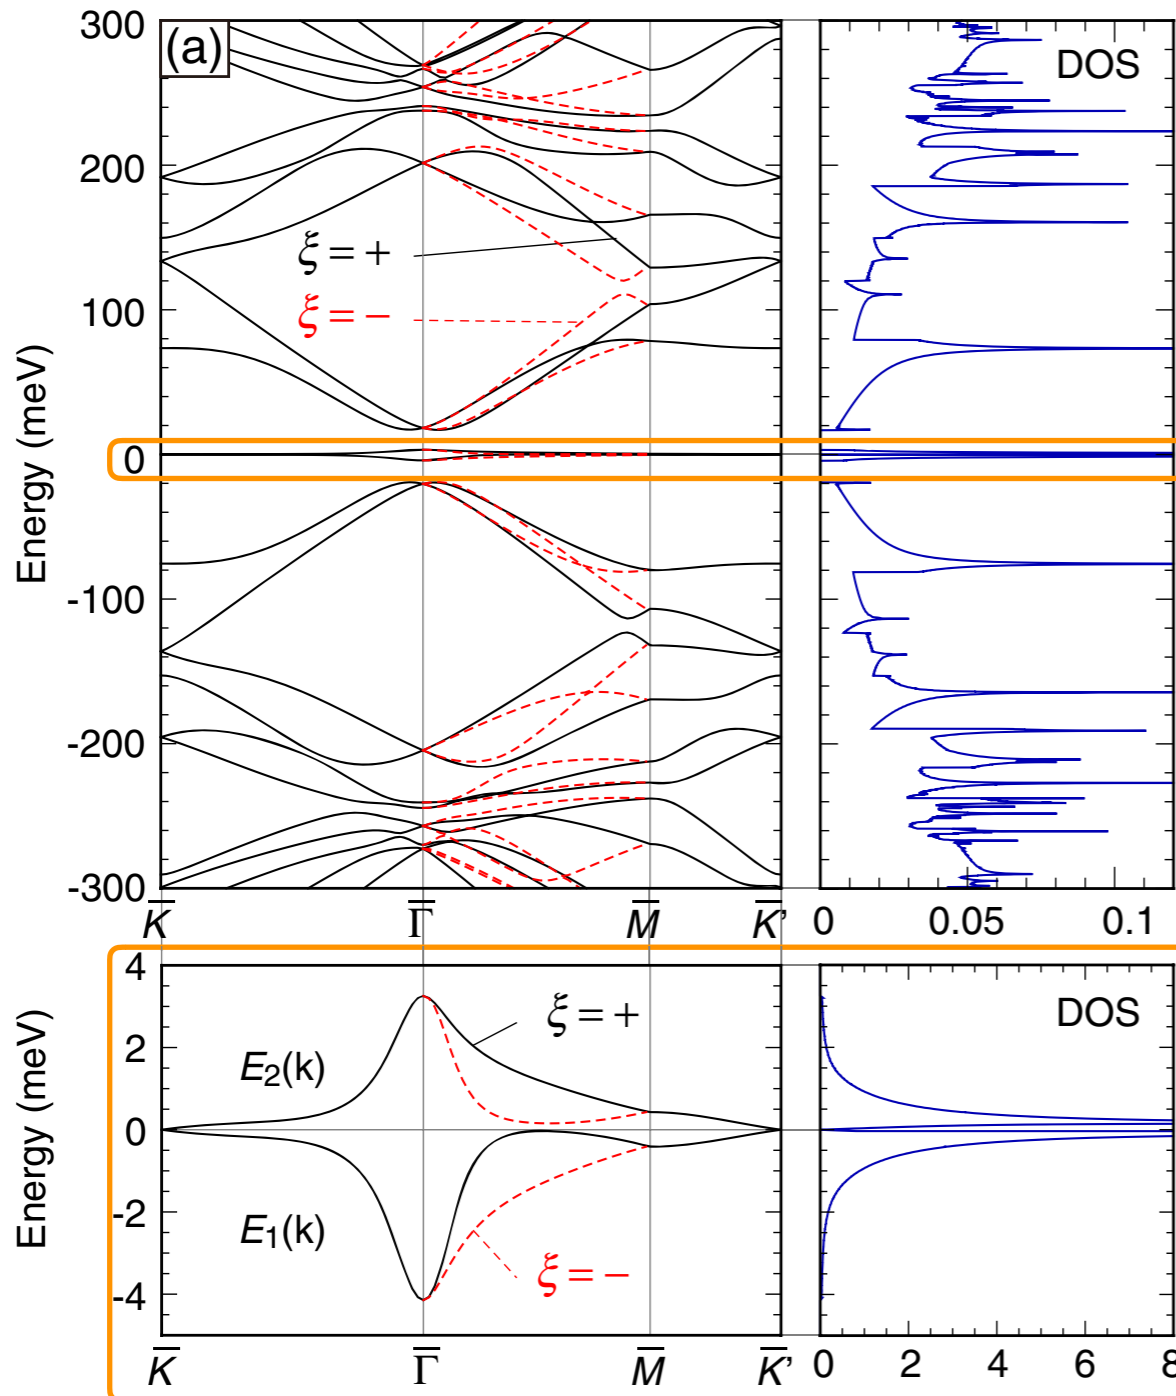 (a)
DOS
Energy (meV)
300
200
100
0
-100
-200
-300
ξ = +
ξ = −
K̅ Γ̅ M̅ K̅'
0 0.05 0.1
DOS
Energy (meV)
4
2
0
-2
-4
E₂(k)
E₁(k)
ξ = +
ξ = −
K̅ Γ̅ M̅ K̅'
0 2 4 6 8